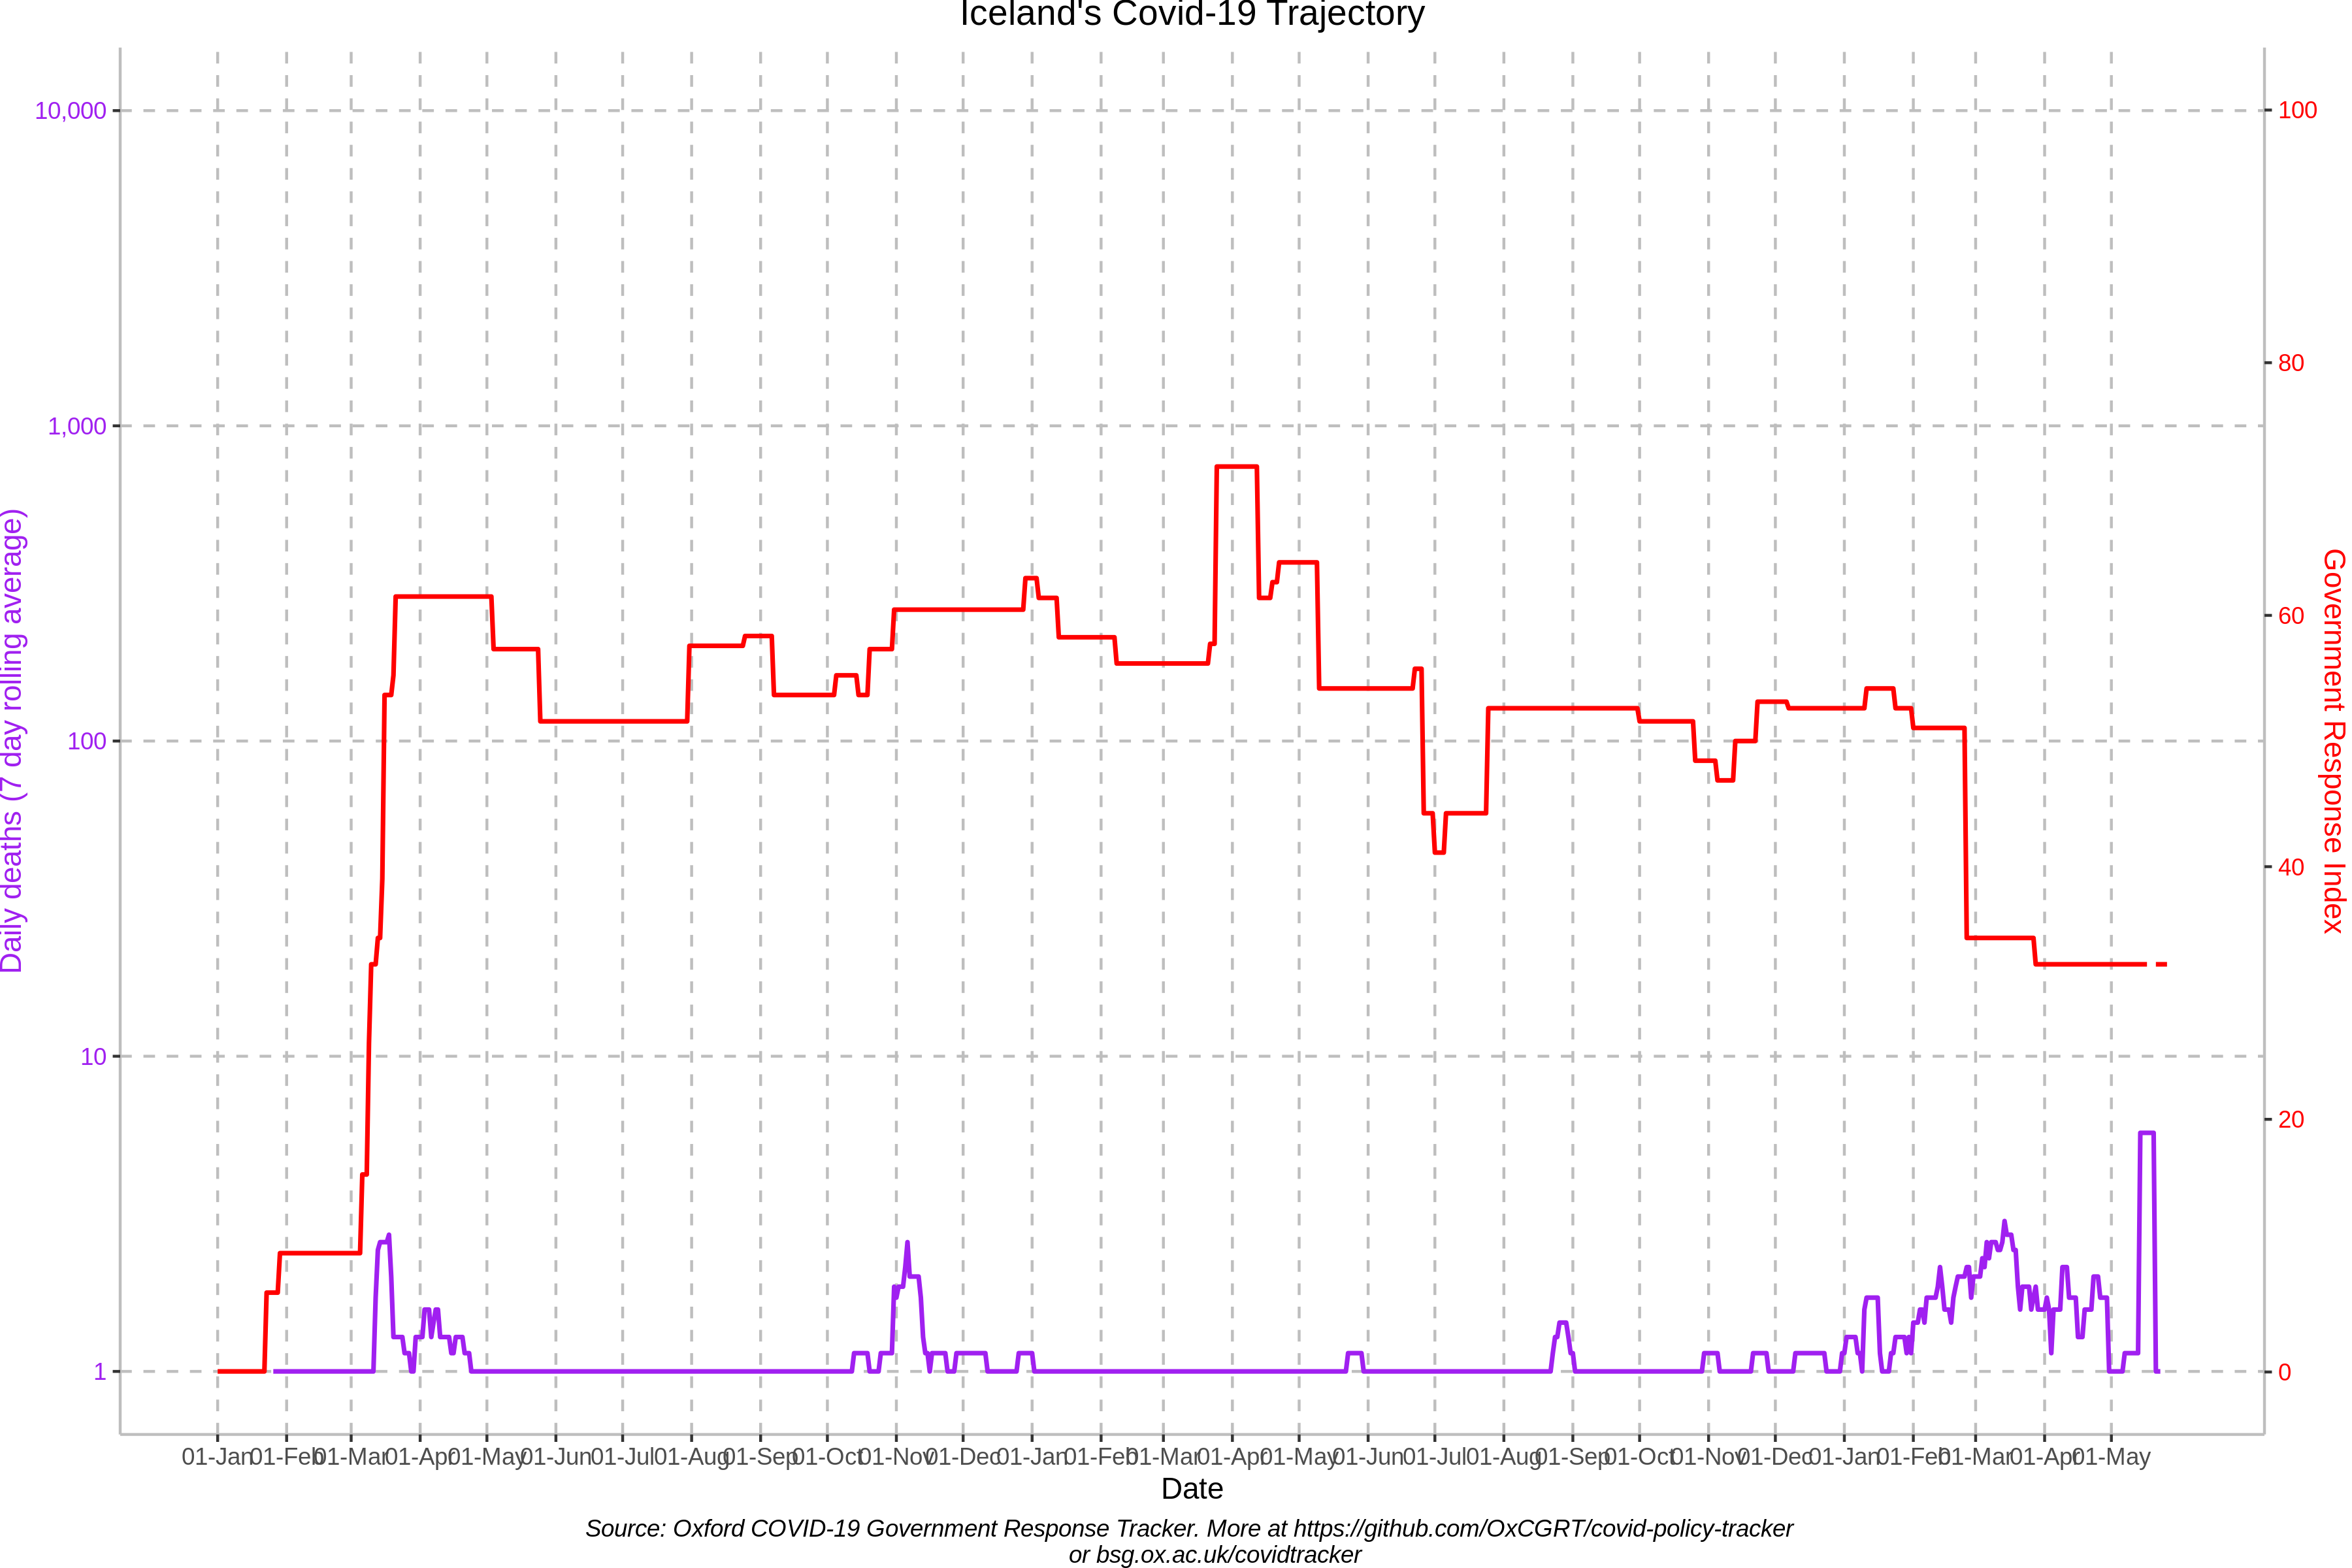 Iceland's Covid-19 Trajectory
10,000
1,000
100
10
1
Daily deaths (7 day rolling average)
100
80
60
40
20
0
Government Response Index
01-Jan 01-Feb 01-Mar 01-Apr 01-May 01-Jun 01-Jul 01-Aug 01-Sep 01-Oct 01-Nov 01-Dec 01-Jan 01-Feb 01-Mar 01-Apr 01-May 01-Jun 01-Jul 01-Aug 01-Sep 01-Oct 01-Nov 01-Dec 01-Jan 01-Feb 01-Mar 01-Apr 01-May
Date
Source: Oxford COVID-19 Government Response Tracker. More at https://github.com/OxCGRT/covid-policy-tracker
or bsg.ox.ac.uk/covidtracker